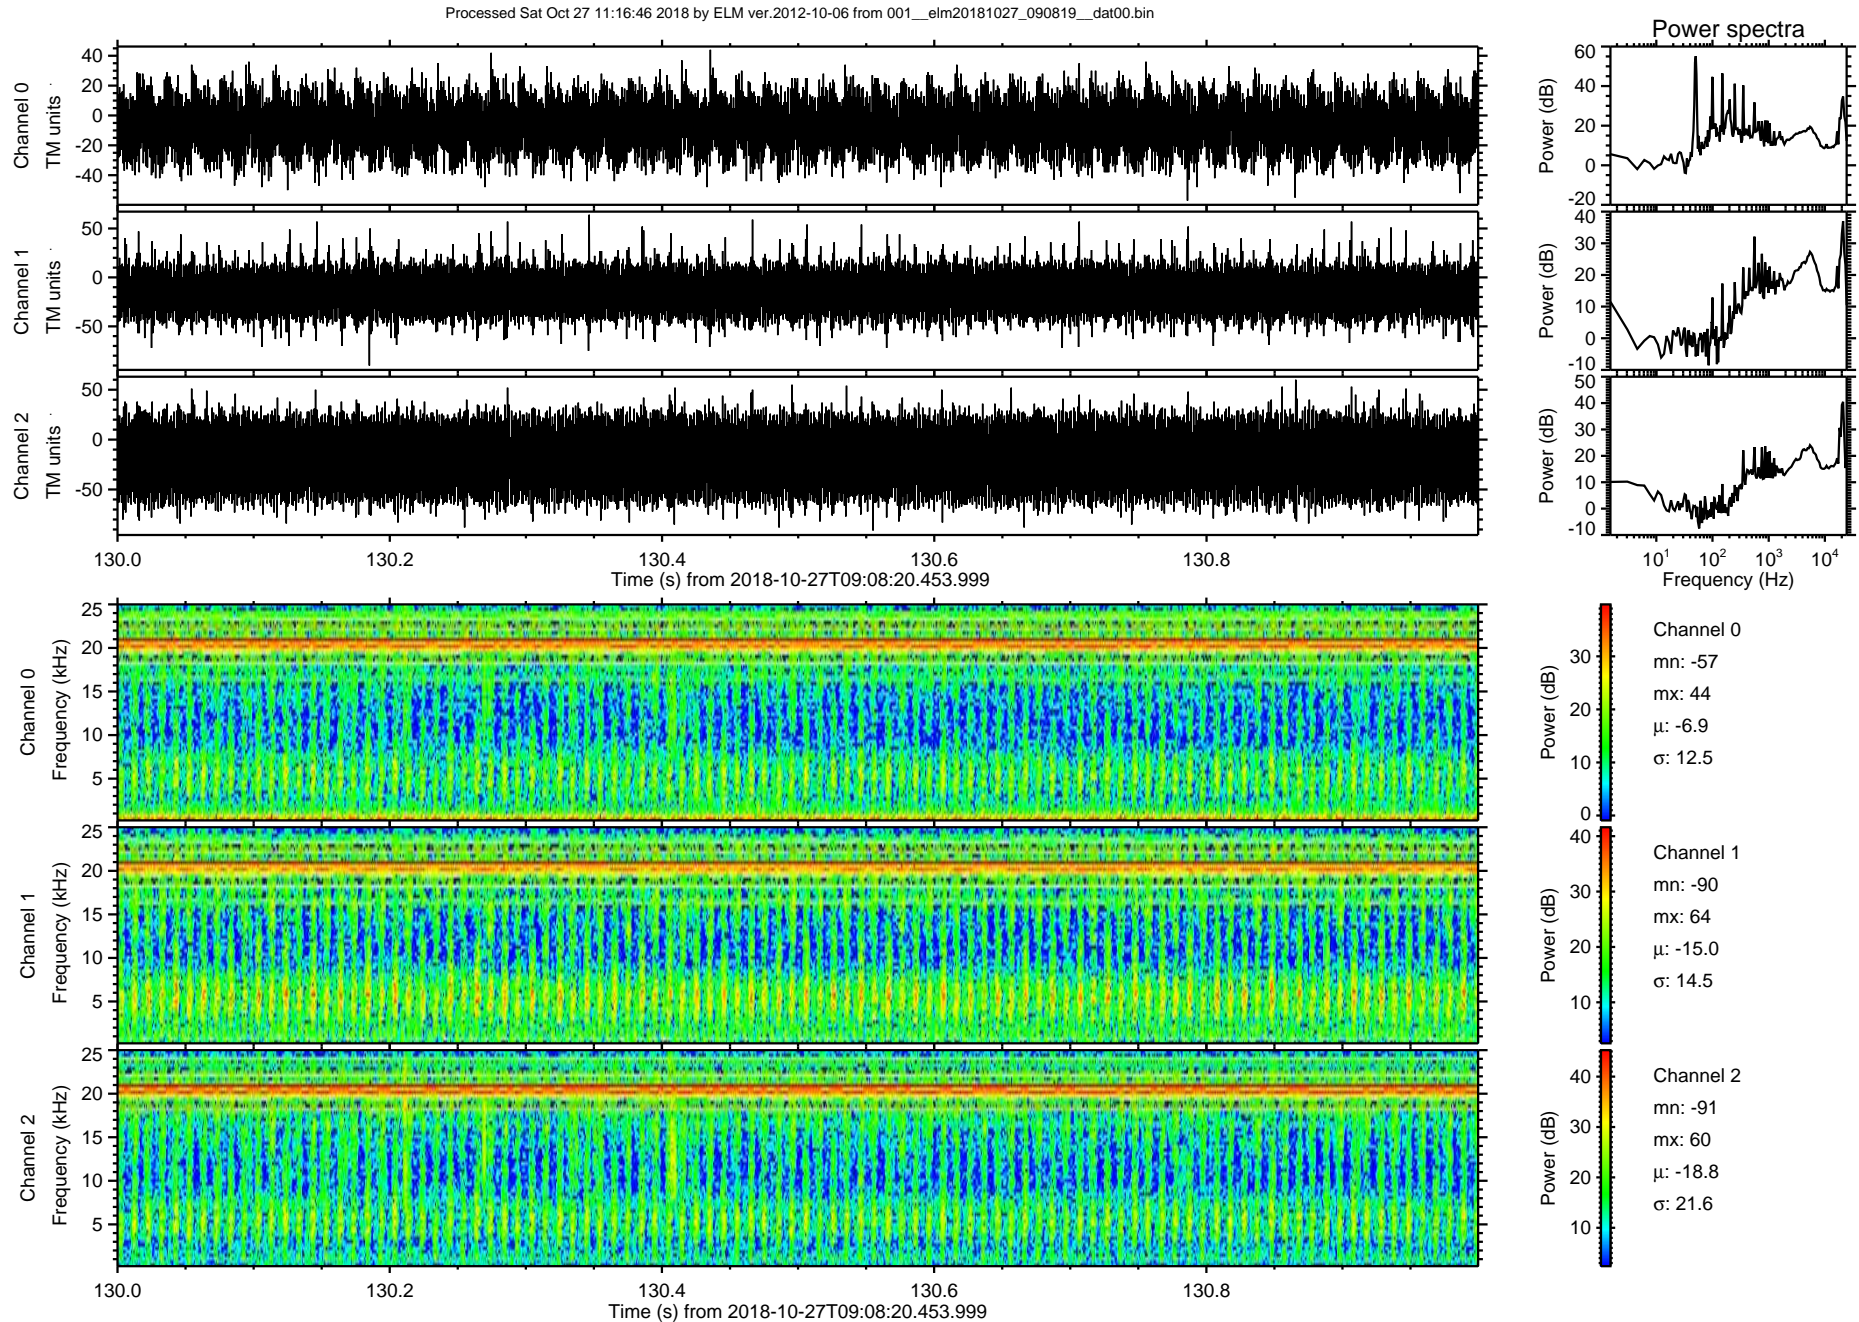 Processed Sat Oct 27 11:16:46 2018 by ELM ver.2012-10-06 from 001__elm20181027_090819__dat00.bin
Power spectra
Channel 0
TM units
40
20
0
-20
-40
Power (dB)
60
40
20
0
-20
Channel 1
TM units
50
0
-50
Power (dB)
40
30
20
10
0
-10
Channel 2
TM units
50
0
-50
Power (dB)
50
40
30
20
10
0
-10
130.0 130.2 130.4 130.6 130.8
Time (s) from 2018-10-27T09:08:20.453.999
10¹ 10² 10³ 10⁴
Frequency (Hz)
Channel 0
Frequency (kHz)
25
20
15
10
5
Power (dB)
30
20
10
0
Channel 0
mn: -57
mx: 44
μ: -6.9
σ: 12.5
Channel 1
Frequency (kHz)
25
20
15
10
5
Power (dB)
40
30
20
10
Channel 1
mn: -90
mx: 64
μ: -15.0
σ: 14.5
Channel 2
Frequency (kHz)
25
20
15
10
5
Power (dB)
40
30
20
10
Channel 2
mn: -91
mx: 60
μ: -18.8
σ: 21.6
130.0 130.2 130.4 130.6 130.8
Time (s) from 2018-10-27T09:08:20.453.999